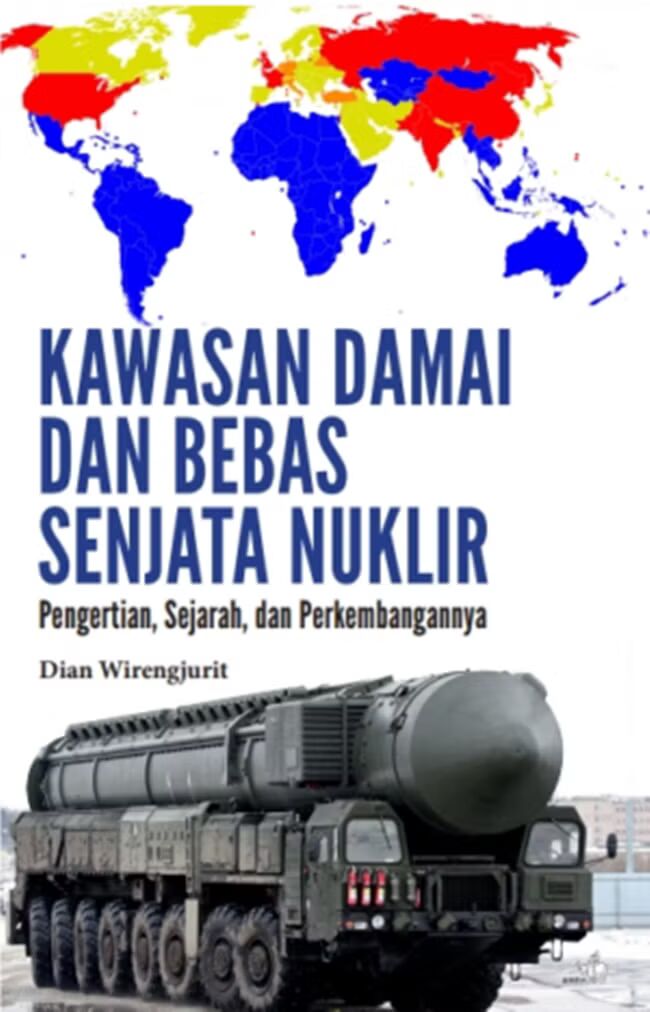 KAWASAN DAMAI
DAN BEBAS
SENJATA NUKLIR
Pengertian, Sejarah, dan Perkembangannya
Dian Wirengjurit